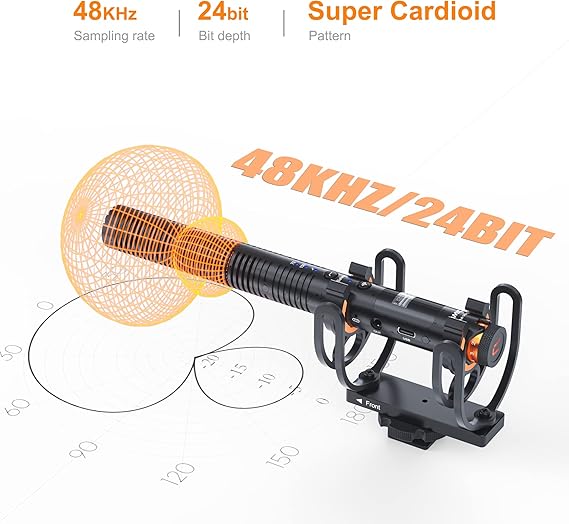 48KHz
Sampling rate
24bit
Bit depth
Super Cardioid
Pattern
48KHZ/24BIT
USB
Front
0
30
60
90
120
150
180
-20
-15
-10